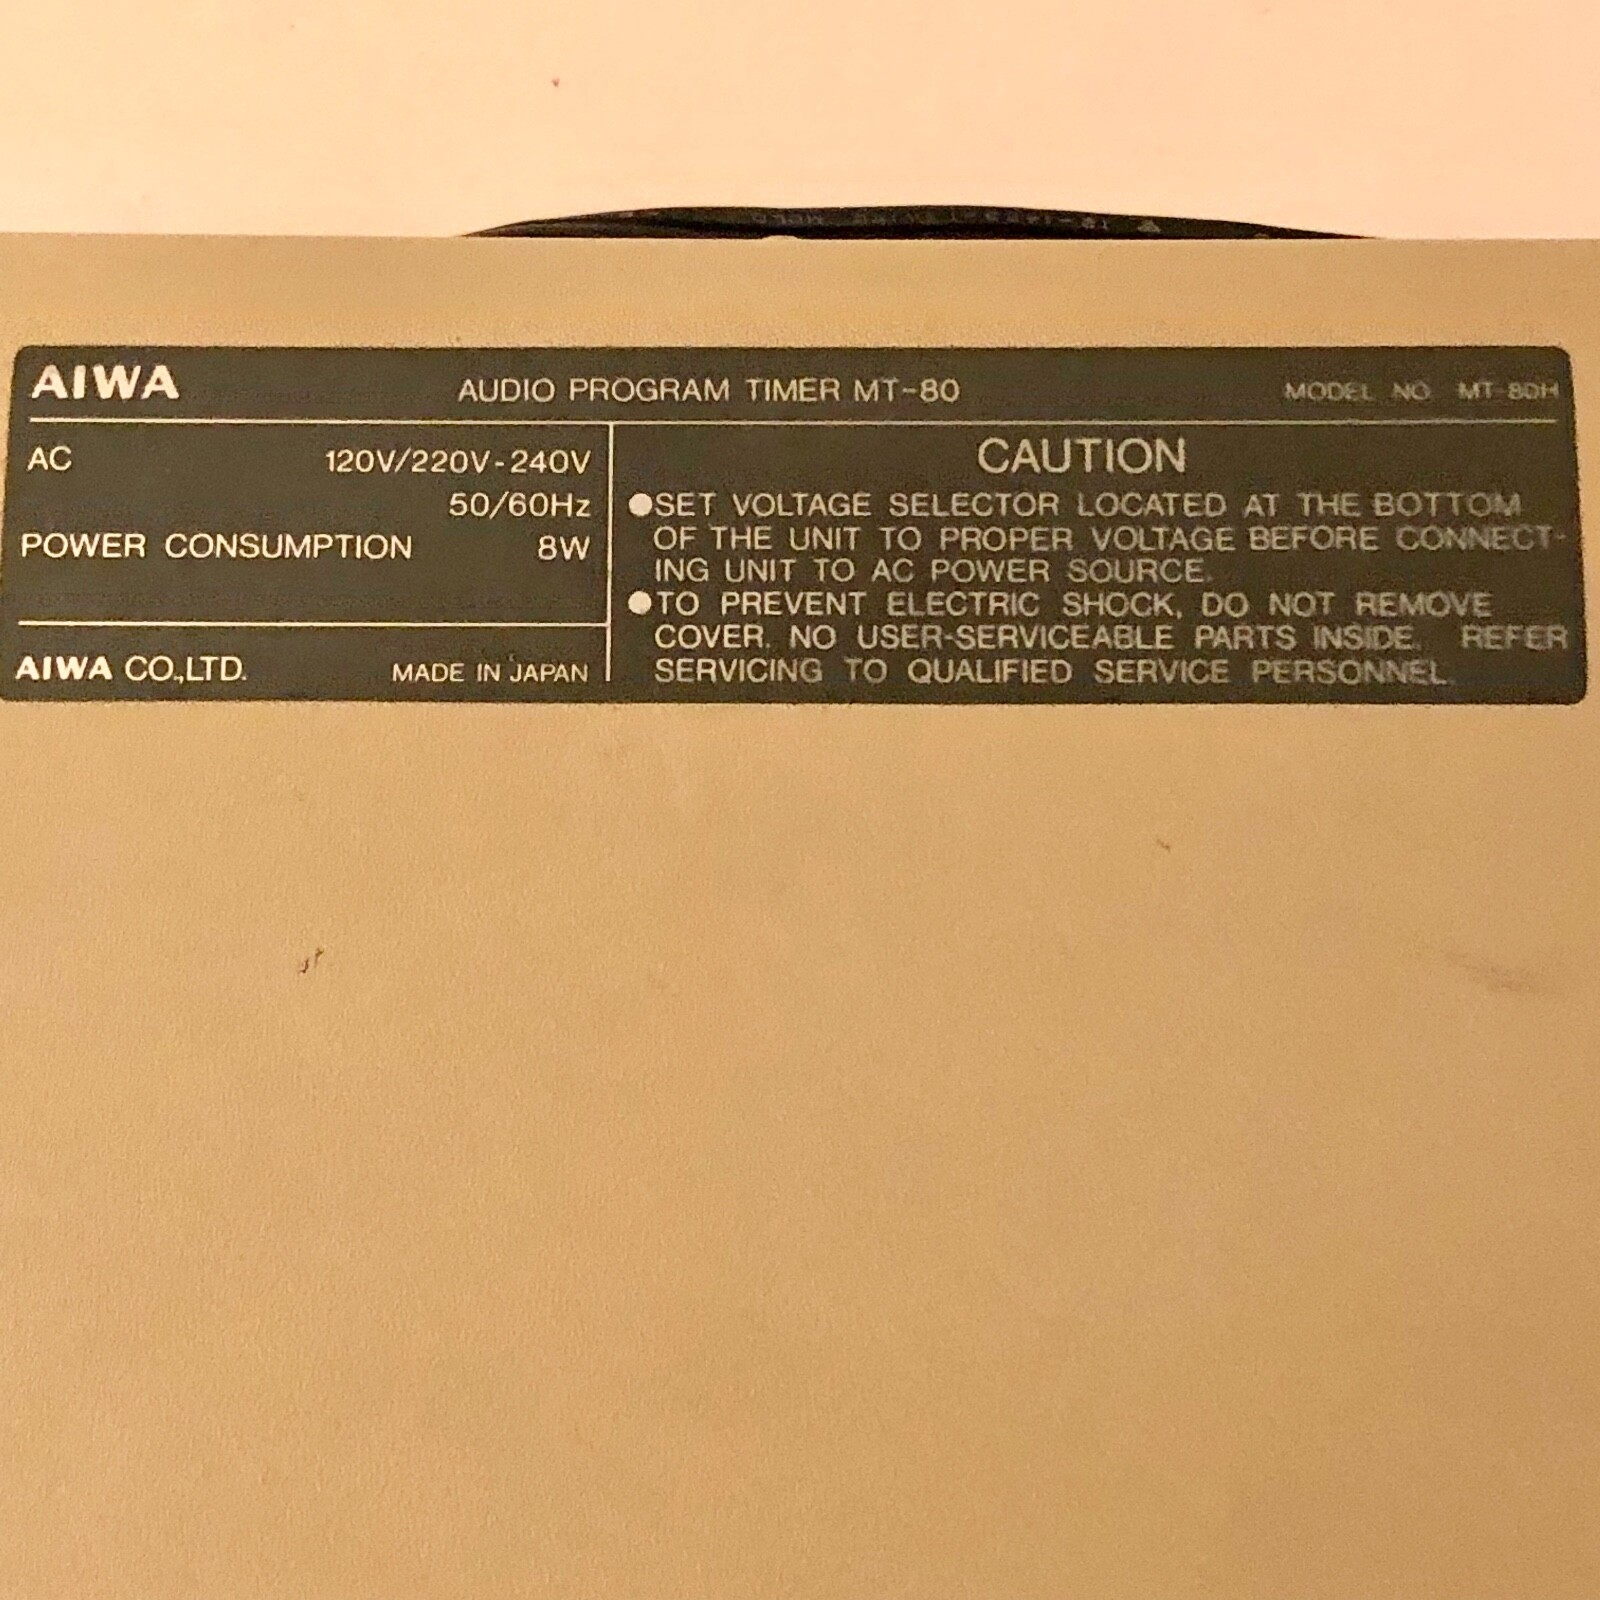 AIWA AUDIO PROGRAM TIMER MT-80 MODEL NO. MT-80H
AC 120V/220V-240V
50/60Hz
POWER CONSUMPTION 8W
AIWA CO.,LTD. MADE IN JAPAN
CAUTION
●SET VOLTAGE SELECTOR LOCATED AT THE BOTTOM
OF THE UNIT TO PROPER VOLTAGE BEFORE CONNECT-
ING UNIT TO AC POWER SOURCE.
●TO PREVENT ELECTRIC SHOCK, DO NOT REMOVE
COVER. NO USER-SERVICEABLE PARTS INSIDE. REFER
SERVICING TO QUALIFIED SERVICE PERSONNEL.